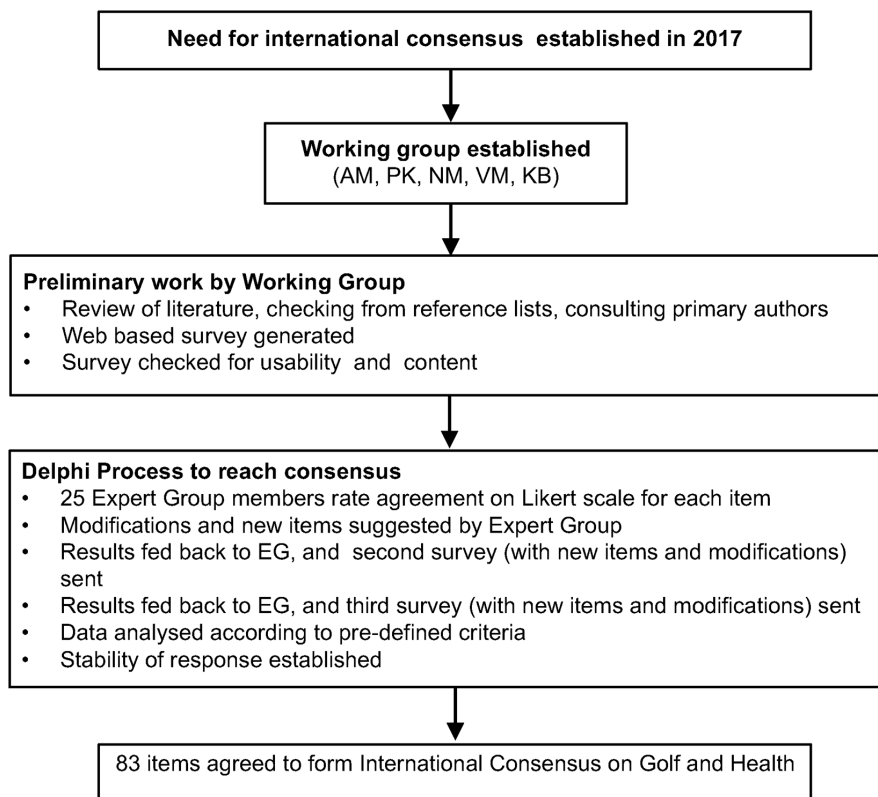 Need for international consensus established in 2017
Working group established
(AM, PK, NM, VM, KB)
Preliminary work by Working Group
• Review of literature, checking from reference lists, consulting primary authors
• Web based survey generated
• Survey checked for usability and content
Delphi Process to reach consensus
• 25 Expert Group members rate agreement on Likert scale for each item
• Modifications and new items suggested by Expert Group
• Results fed back to EG, and second survey (with new items and modifications)
sent
• Results fed back to EG, and third survey (with new items and modifications) sent
• Data analysed according to pre-defined criteria
• Stability of response established
83 items agreed to form International Consensus on Golf and Health